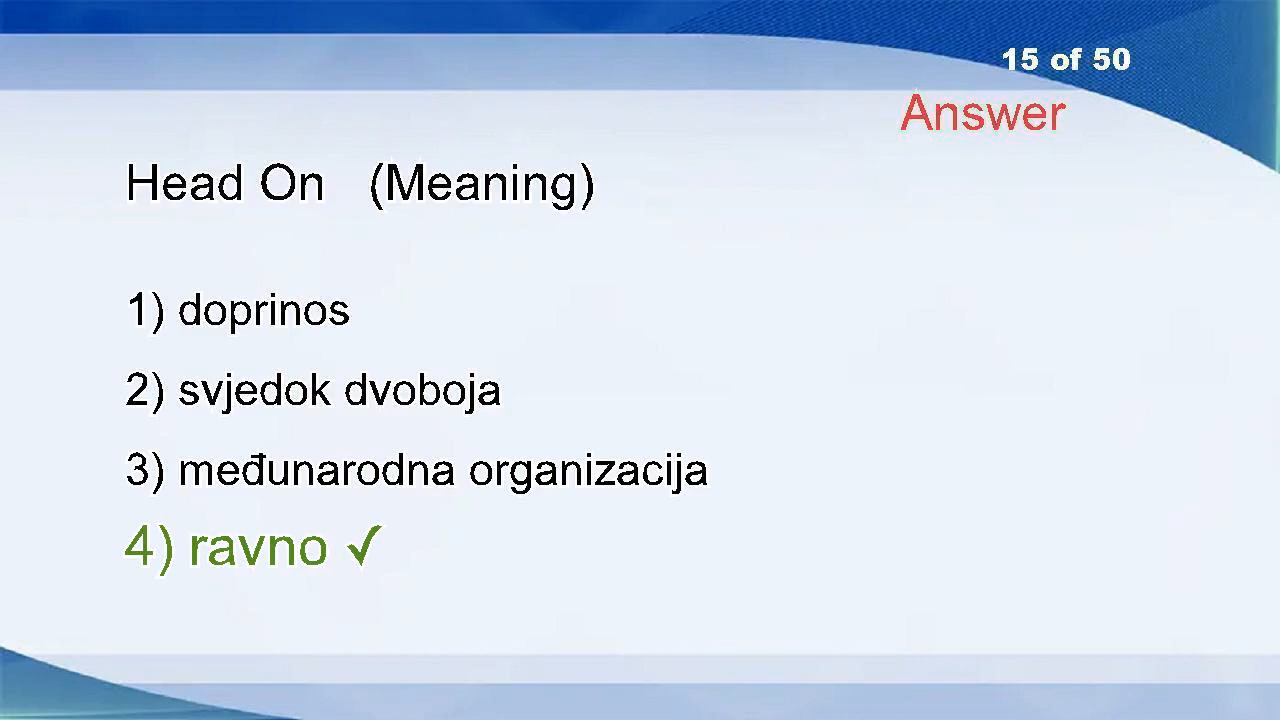 15 of 50
Answer
Head On (Meaning)
1) doprinos
2) svjedok dvoboja
3) međunarodna organizacija
4) ravno ✓